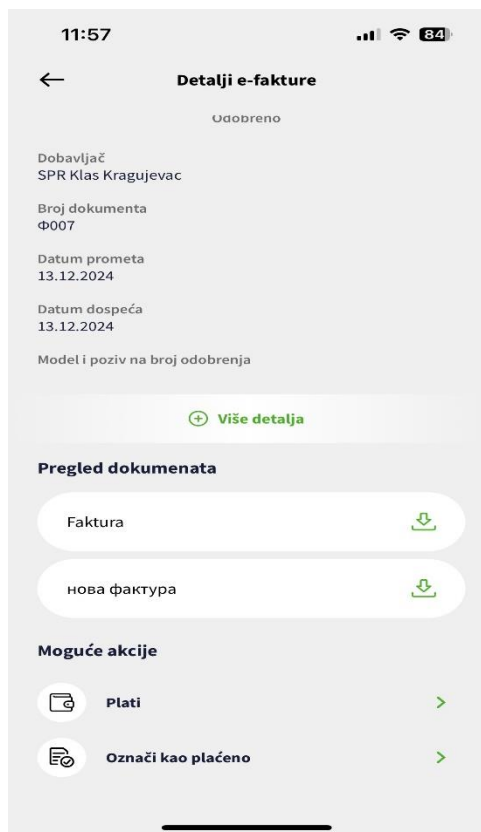 11:57
84
Detalji e-fakture
Odobreno
Dobavljač
SPR Klas Kragujevac
Broj dokumenta
Ф007
Datum prometa
13.12.2024
Datum dospeća
13.12.2024
Model i poziv na broj odobrenja
Više detalja
Pregled dokumenata
Faktura
нова фактура
Moguće akcije
Plati
Označi kao plaćeno